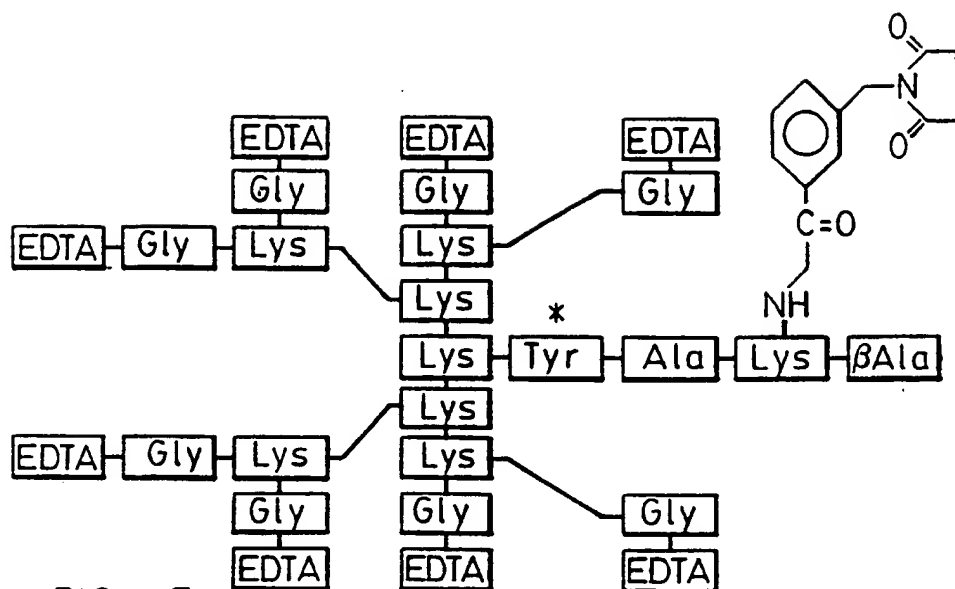 O
N
O
EDTA EDTA EDTA
Gly Gly Gly
C=O
EDTA Gly Lys Lys
Lys NH
*
Lys Tyr Ala Lys βAla
Lys
EDTA Gly Lys Lys
Gly Gly Gly
EDTA EDTA EDTA